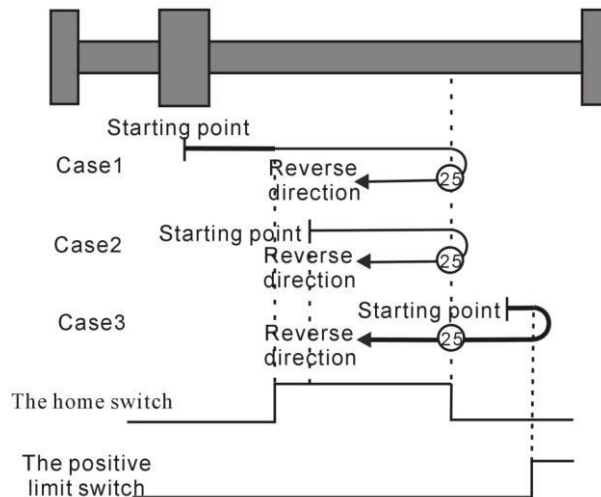 Starting point
Case1
Reverse
direction
25
Case2
Starting point
Reverse
direction
25
Case3
Starting point
Reverse
direction
25
The home switch
The positive
limit switch